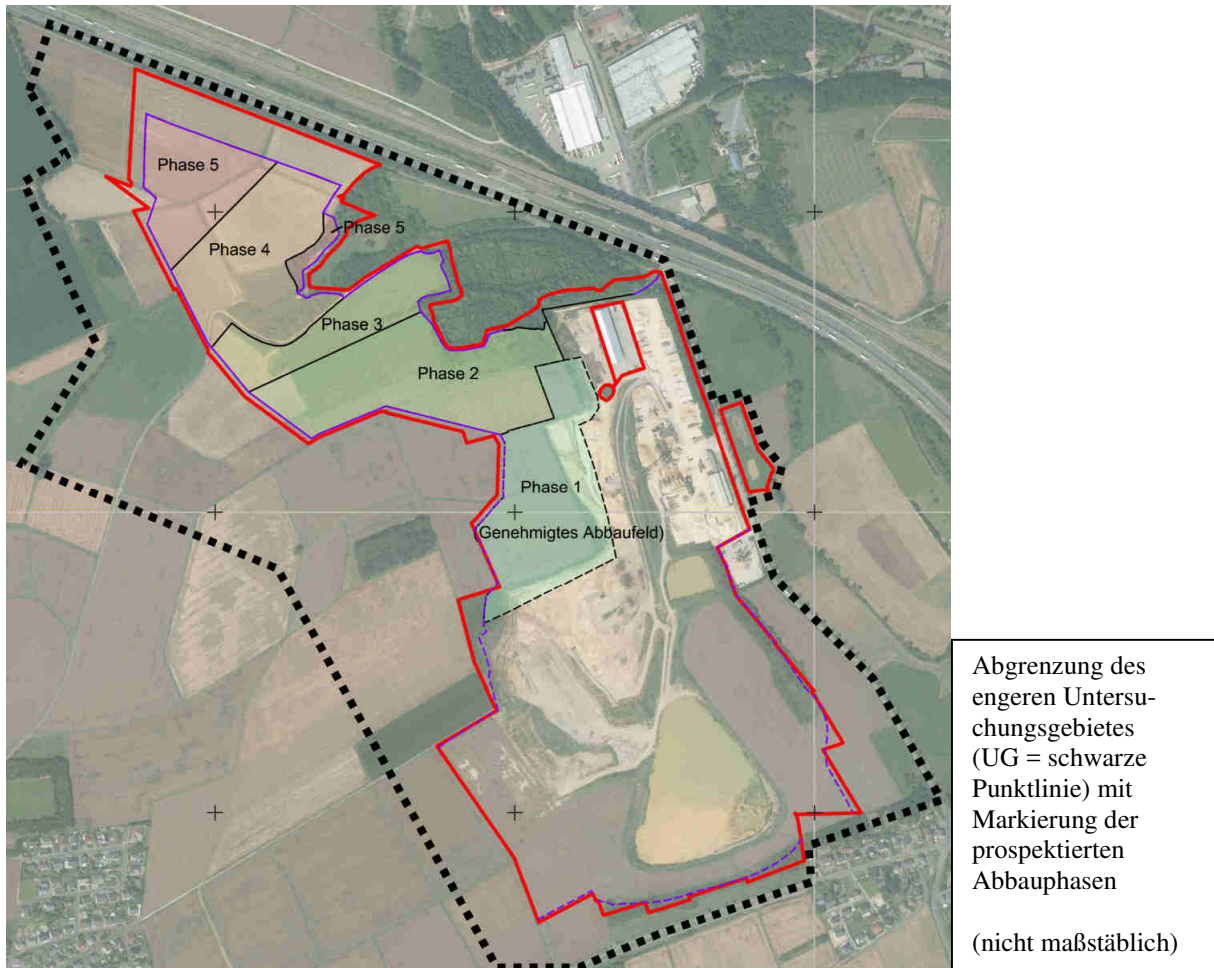 Phase 5
Phase 4
Phase 5
Phase 3
Phase 2
Phase 1
(Genehmigtes Abbaufeld)
Abgrenzung des
engeren Untersu-
chungsgebietes
(UG = schwarze
Punktlinie) mit
Markierung der
prospektierten
Abbauphasen
(nicht maßstäblich)